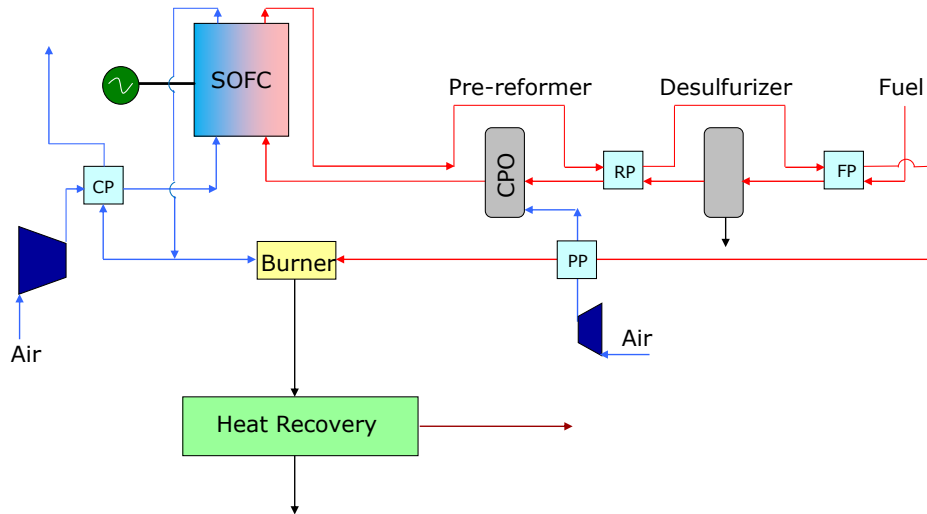 SOFC
Pre-reformer
Desulfurizer
Fuel
CPO
RP
FP
CP
Burner
PP
Air
Air
Heat Recovery